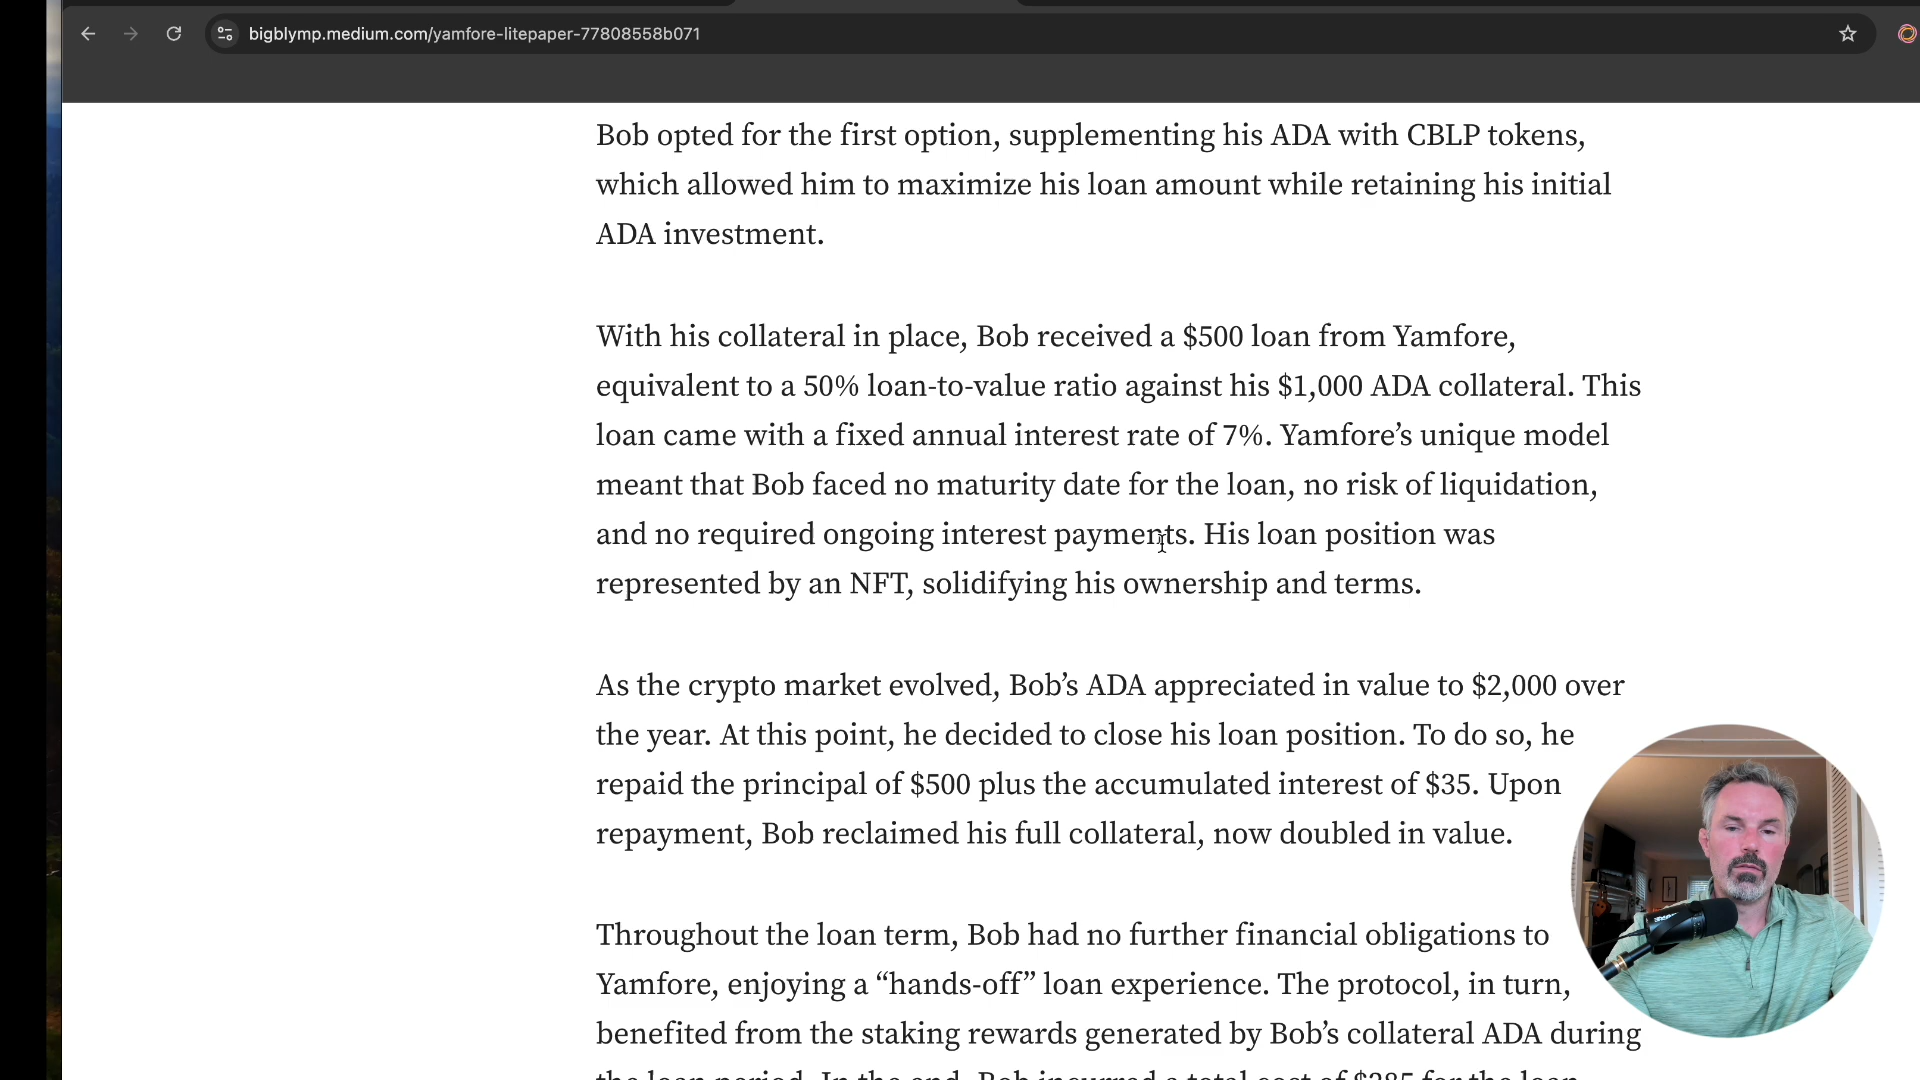 bigblymp.medium.com/yamfore-litepaper-77808558b071
Bob opted for the first option, supplementing his ADA with CBLP tokens,
which allowed him to maximize his loan amount while retaining his initial
ADA investment.
With his collateral in place, Bob received a $500 loan from Yamfore,
equivalent to a 50% loan-to-value ratio against his $1,000 ADA collateral. This
loan came with a fixed annual interest rate of 7%. Yamfore’s unique model
meant that Bob faced no maturity date for the loan, no risk of liquidation,
and no required ongoing interest payments. His loan position was
represented by an NFT, solidifying his ownership and terms.
As the crypto market evolved, Bob’s ADA appreciated in value to $2,000 over
the year. At this point, he decided to close his loan position. To do so, he
repaid the principal of $500 plus the accumulated interest of $35. Upon
repayment, Bob reclaimed his full collateral, now doubled in value.
Throughout the loan term, Bob had no further financial obligations to
Yamfore, enjoying a “hands-off” loan experience. The protocol, in turn,
benefited from the staking rewards generated by Bob’s collateral ADA during
the loan period. In the end, Bob incurred a total cost of $285 for the loan